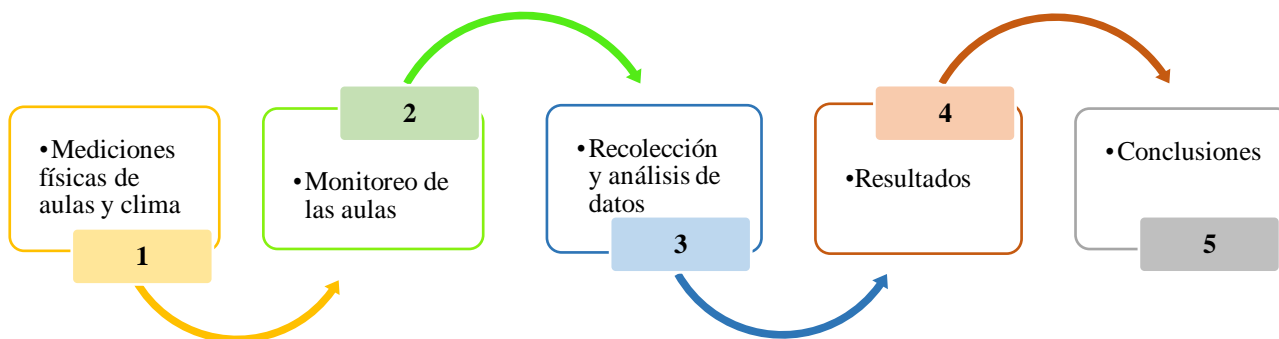 •Mediciones
físicas de
aulas y clima
1
2
•Monitoreo de
las aulas
•Recolección
y análisis de
datos
3
4
•Resultados
•Conclusiones
5